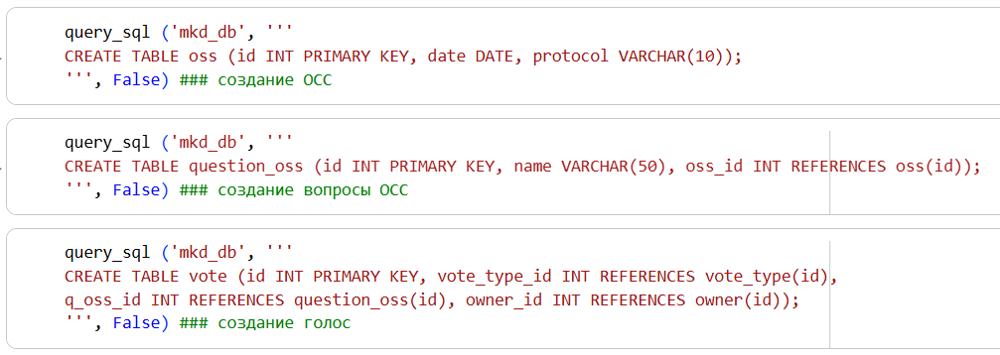 query_sql ('mkd_db', '''
CREATE TABLE oss (id INT PRIMARY KEY, date DATE, protocol VARCHAR(10));
''', False) ### создание ОСС
query_sql ('mkd_db', '''
CREATE TABLE question_oss (id INT PRIMARY KEY, name VARCHAR(50), oss_id INT REFERENCES oss(id));
''', False) ### создание вопросы ОСС
query_sql ('mkd_db', '''
CREATE TABLE vote (id INT PRIMARY KEY, vote_type_id INT REFERENCES vote_type(id),
q_oss_id INT REFERENCES question_oss(id), owner_id INT REFERENCES owner(id));
''', False) ### создание голос